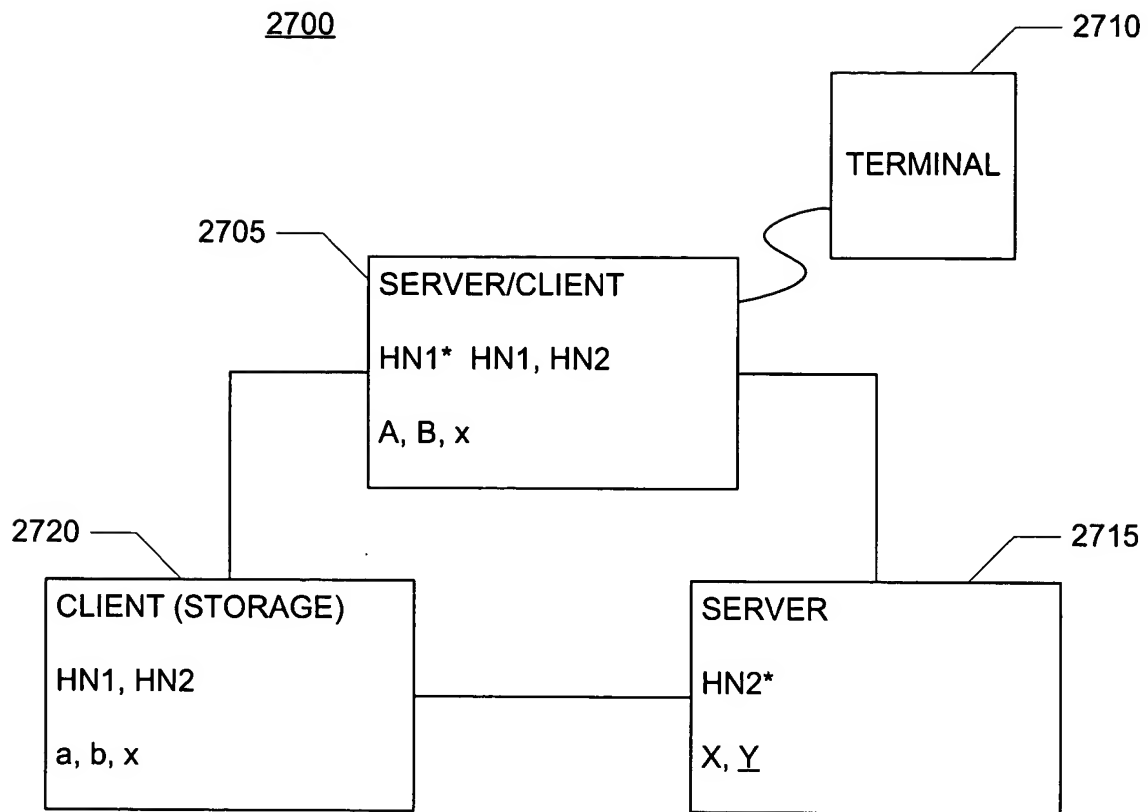 2700
2710
TERMINAL
2705
SERVER/CLIENT
HN1* HN1, HN2
A, B, x
2720
CLIENT (STORAGE)
HN1, HN2
a, b, x
2715
SERVER
HN2*
X, Y